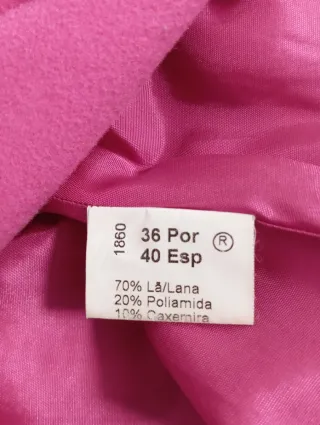 1860
36 Por ®
40 Esp
70% Lã/Lana
20% Poliamida
10% Caxemira